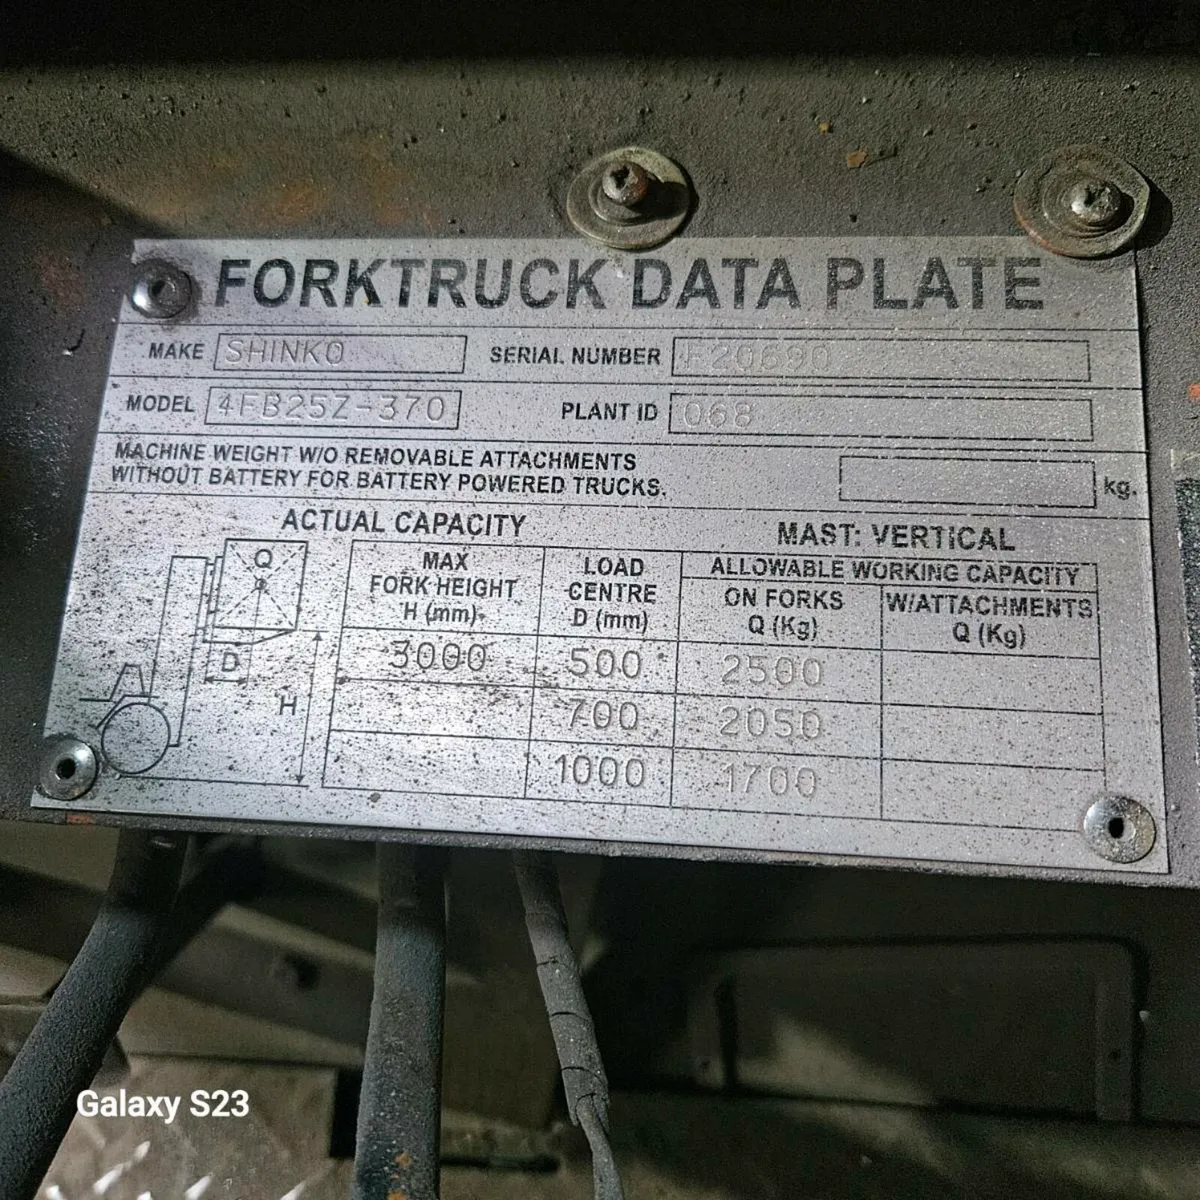 FORKTRUCK DATA PLATE
MAKE SHINKO SERIAL NUMBER F20690
MODEL 4FB25Z-370 PLANT ID 068
MACHINE WEIGHT W/O REMOVABLE ATTACHMENTS
WITHOUT BATTERY FOR BATTERY POWERED TRUCKS.
kg.
ACTUAL CAPACITY
MAST: VERTICAL
MAX
FORK HEIGHT
H (mm)
LOAD
CENTRE
D (mm)
ALLOWABLE WORKING CAPACITY
ON FORKS
Q (Kg)
W/ATTACHMENTS
Q (Kg)
3000 500 2500
700 2050
1000 1700
Q
D
H
Galaxy S23